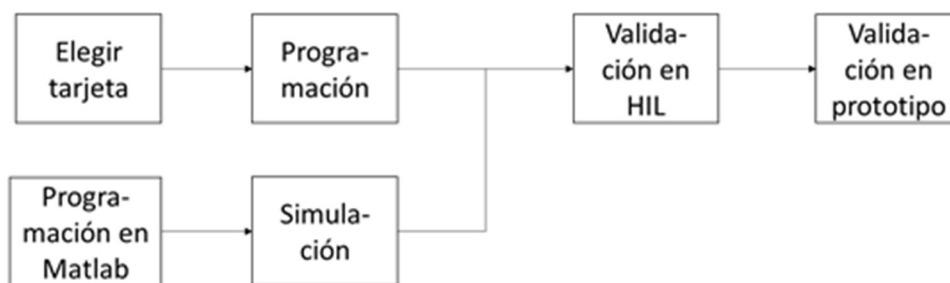 Elegir
tarjeta
Progra-
mación
Valida-
ción en
HIL
Valida-
ción en
prototipo
Progra-
mación en
Matlab
Simula-
ción